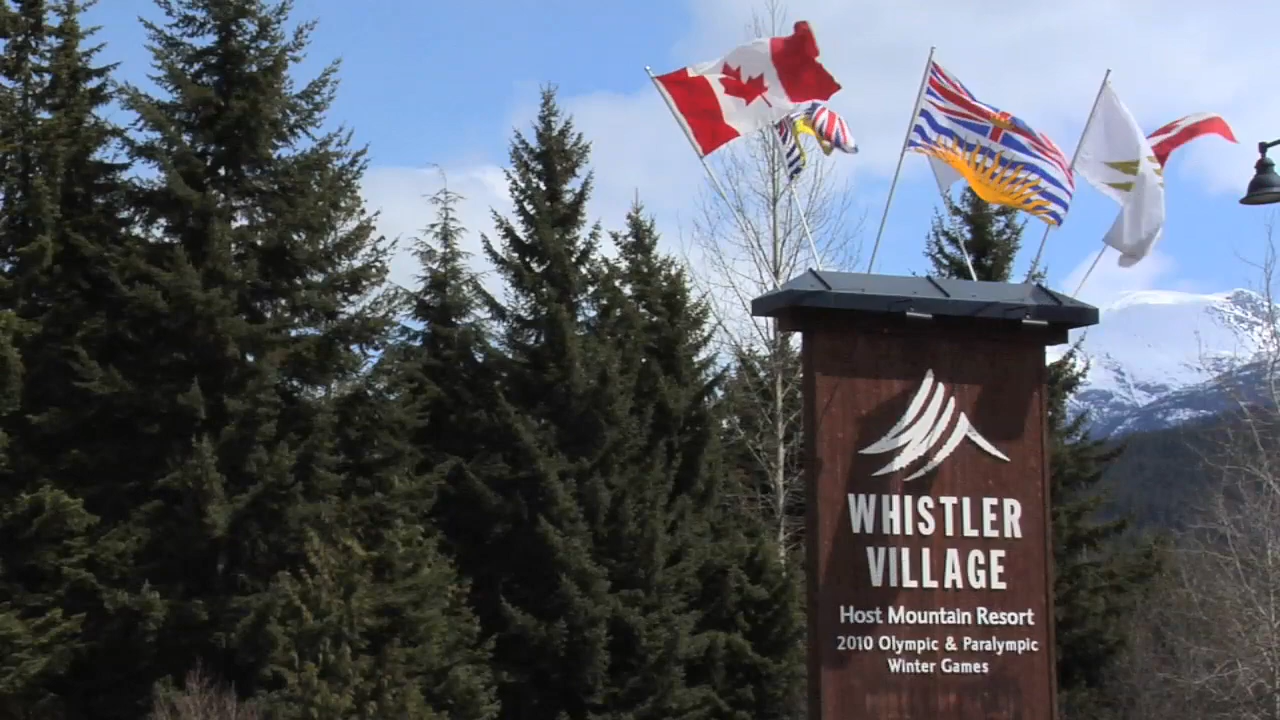 WHISTLER
VILLAGE
Host Mountain Resort
2010 Olympic & Paralympic
Winter Games